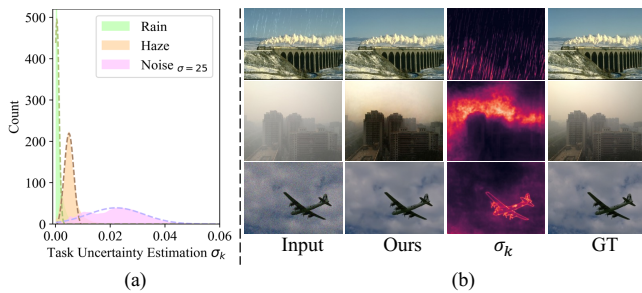 500
400
300
200
100
0
Count
Rain
Haze
Noise σ = 25
0.00 0.02 0.04 0.06
Task Uncertainty Estimation σk
(a)
Input Ours σk GT
(b)